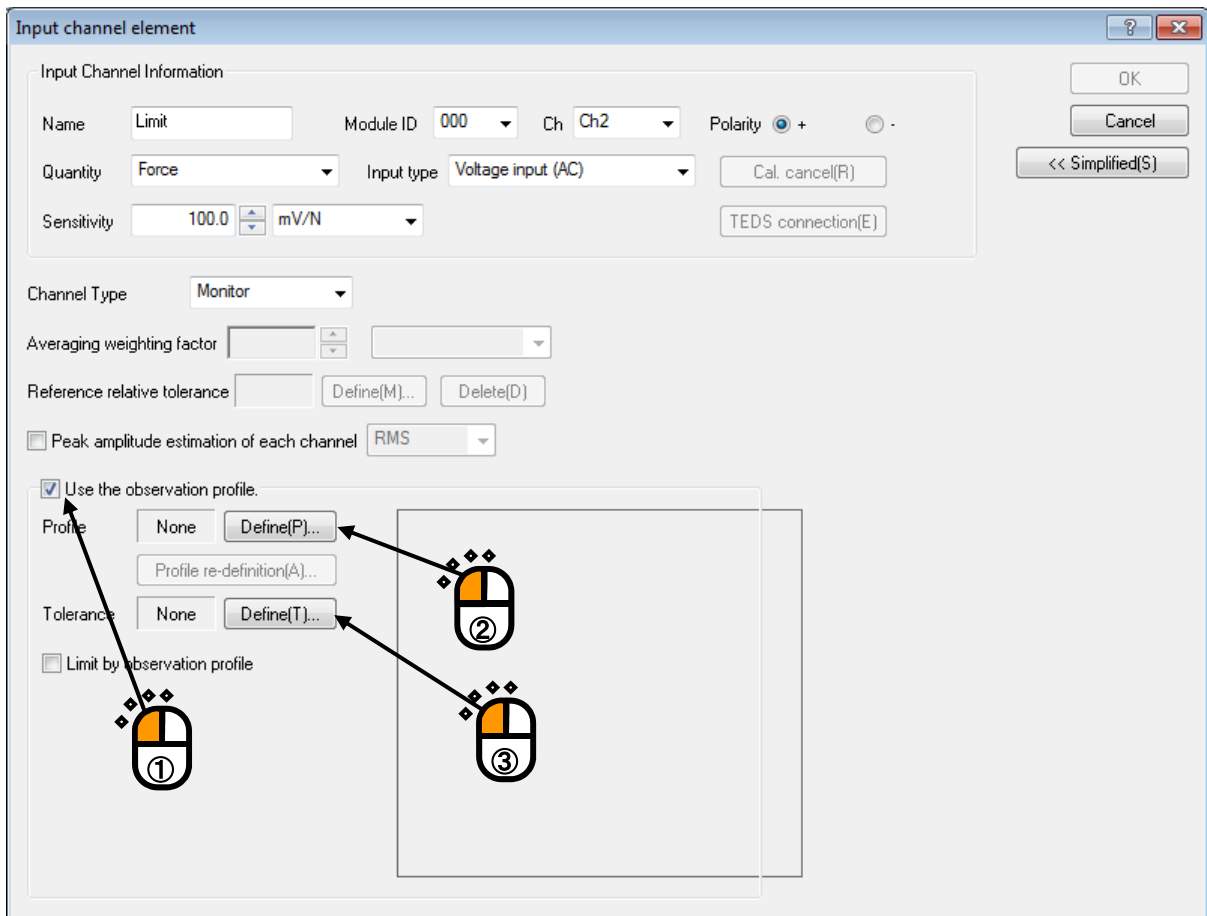 Input channel element
Input Channel Information
OK
Name Limit Module ID 000 Ch Ch2 Polarity + -
Cancel
Quantity Force Input type Voltage input (AC) Cal. cancel(R)
<< Simplified(S)
Sensitivity 100.0 mV/N TEDS connection(E)
Channel Type Monitor
Averaging weighting factor
Reference relative tolerance Define(M)... Delete(D)
Peak amplitude estimation of each channel RMS
Use the observation profile.
Profile None Define(P)...
Profile re-definition(A)...
Tolerance None Define(T)...
②
Limit by observation profile
①
③